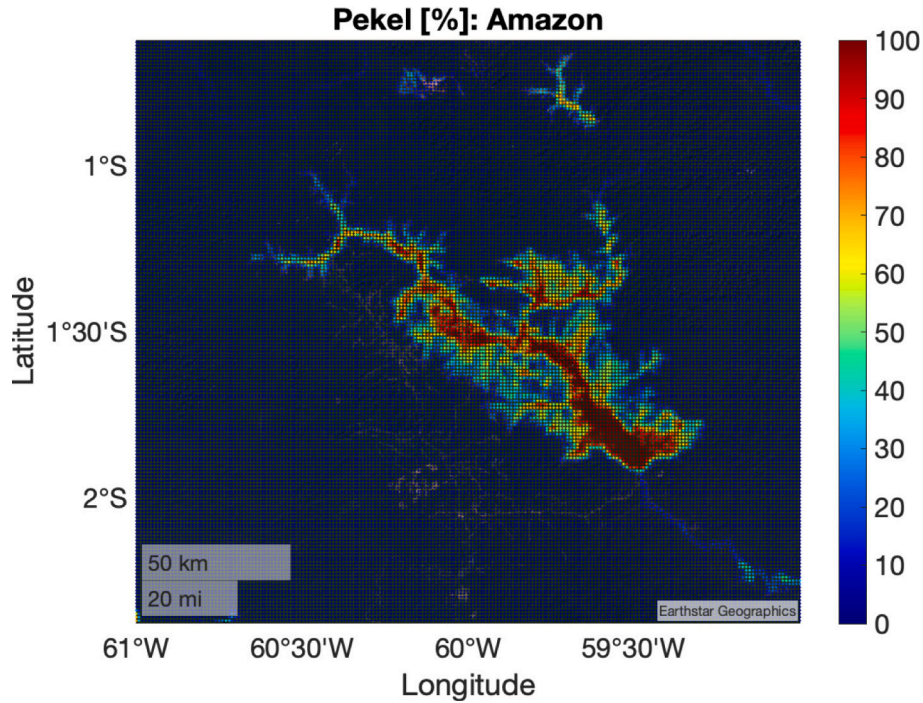 Pekel [%]: Amazon
100
90
80
70
60
50
40
30
20
10
0
1°S
1°30'S
2°S
Latitude
50 km
20 mi
Earthstar Geographics
61°W
60°30'W
60°W
59°30'W
Longitude